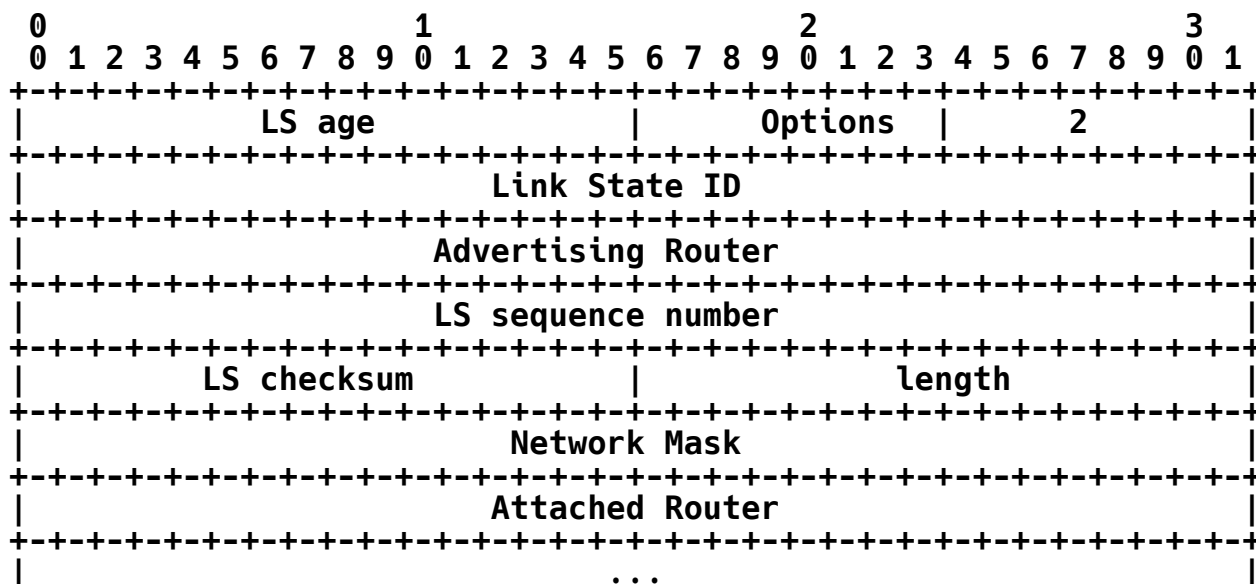 0                   1                   2                   3
 0 1 2 3 4 5 6 7 8 9 0 1 2 3 4 5 6 7 8 9 0 1 2 3 4 5 6 7 8 9 0 1
+-+-+-+-+-+-+-+-+-+-+-+-+-+-+-+-+-+-+-+-+-+-+-+-+-+-+-+-+-+-+-+-+
|            LS age             |      Options  |      2        |
+-+-+-+-+-+-+-+-+-+-+-+-+-+-+-+-+-+-+-+-+-+-+-+-+-+-+-+-+-+-+-+-+
|                        Link State ID                          |
+-+-+-+-+-+-+-+-+-+-+-+-+-+-+-+-+-+-+-+-+-+-+-+-+-+-+-+-+-+-+-+-+
|                     Advertising Router                        |
+-+-+-+-+-+-+-+-+-+-+-+-+-+-+-+-+-+-+-+-+-+-+-+-+-+-+-+-+-+-+-+-+
|                     LS sequence number                        |
+-+-+-+-+-+-+-+-+-+-+-+-+-+-+-+-+-+-+-+-+-+-+-+-+-+-+-+-+-+-+-+-+
|         LS checksum           |             length            |
+-+-+-+-+-+-+-+-+-+-+-+-+-+-+-+-+-+-+-+-+-+-+-+-+-+-+-+-+-+-+-+-+
|                         Network Mask                          |
+-+-+-+-+-+-+-+-+-+-+-+-+-+-+-+-+-+-+-+-+-+-+-+-+-+-+-+-+-+-+-+-+
|                        Attached Router                        |
+-+-+-+-+-+-+-+-+-+-+-+-+-+-+-+-+-+-+-+-+-+-+-+-+-+-+-+-+-+-+-+-+
|                              ...                              |